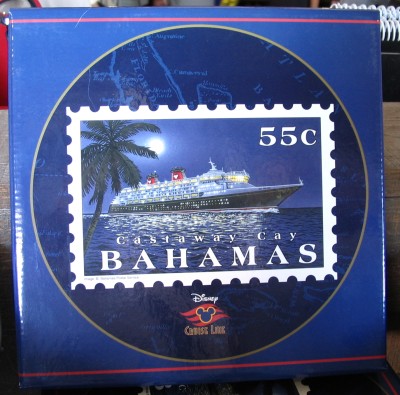 55c
Castaway Cay
BAHAMAS
Disney
CRUISE LINE